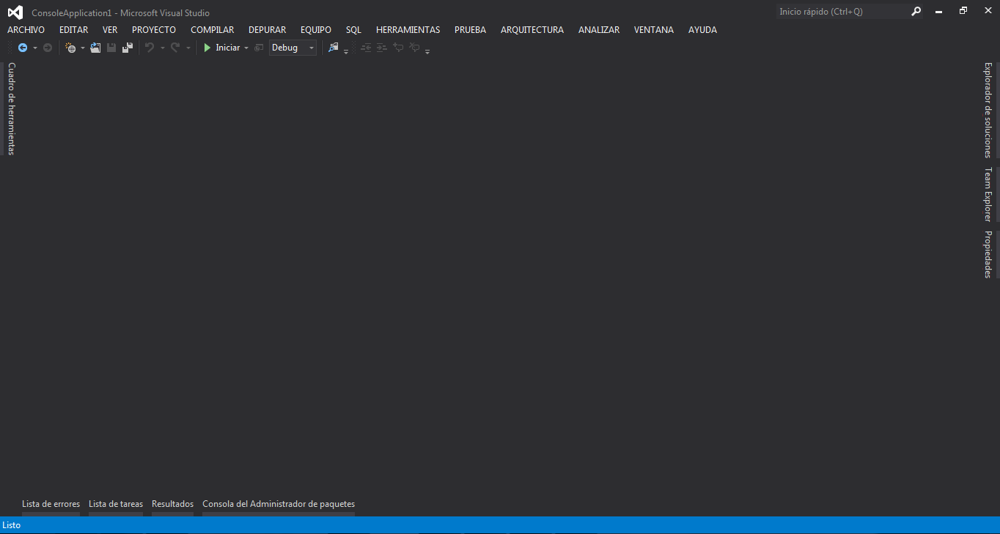 ConsoleApplication1 - Microsoft Visual Studio
Inicio rápido (Ctrl+Q)
ARCHIVO EDITAR VER PROYECTO COMPILAR DEPURAR EQUIPO SQL HERRAMIENTAS PRUEBA ARQUITECTURA ANALIZAR VENTANA AYUDA
Iniciar Debug
Cuadro de herramientas
Explorador de soluciones
Team Explorer
Propiedades
Lista de errores Lista de tareas Resultados Consola del Administrador de paquetes
Listo